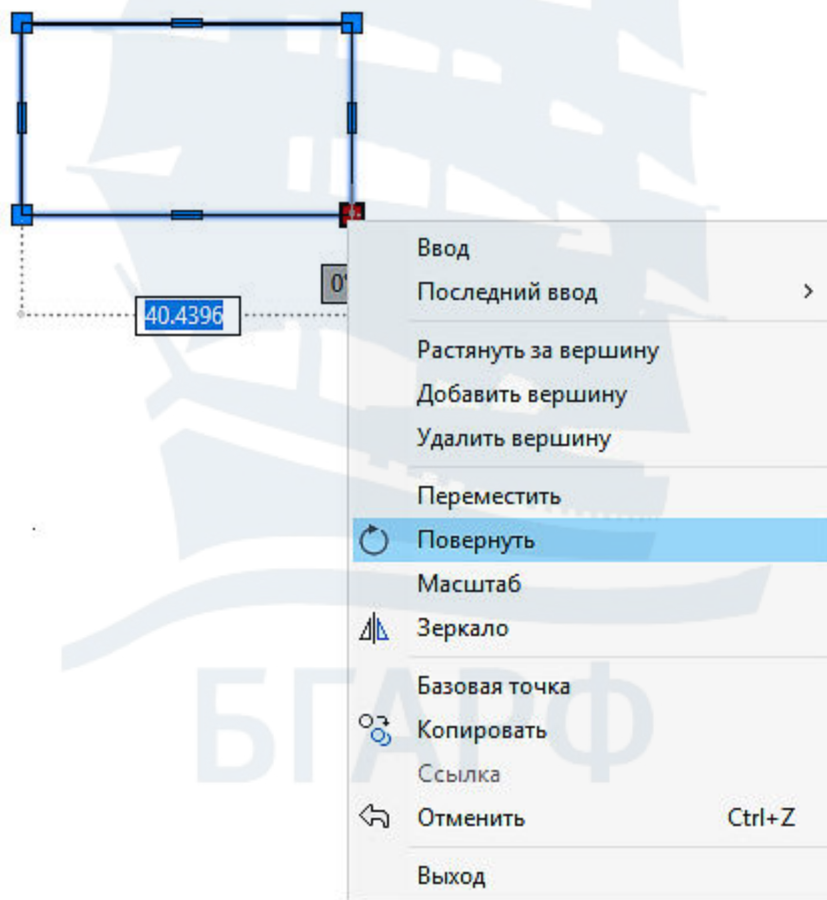 0°
40.4396
Ввод
Последний ввод
Растянуть за вершину
Добавить вершину
Удалить вершину
Переместить
Повернуть
Масштаб
Зеркало
Базовая точка
Копировать
Ссылка
Отменить Ctrl+Z
Выход
БГАРФ